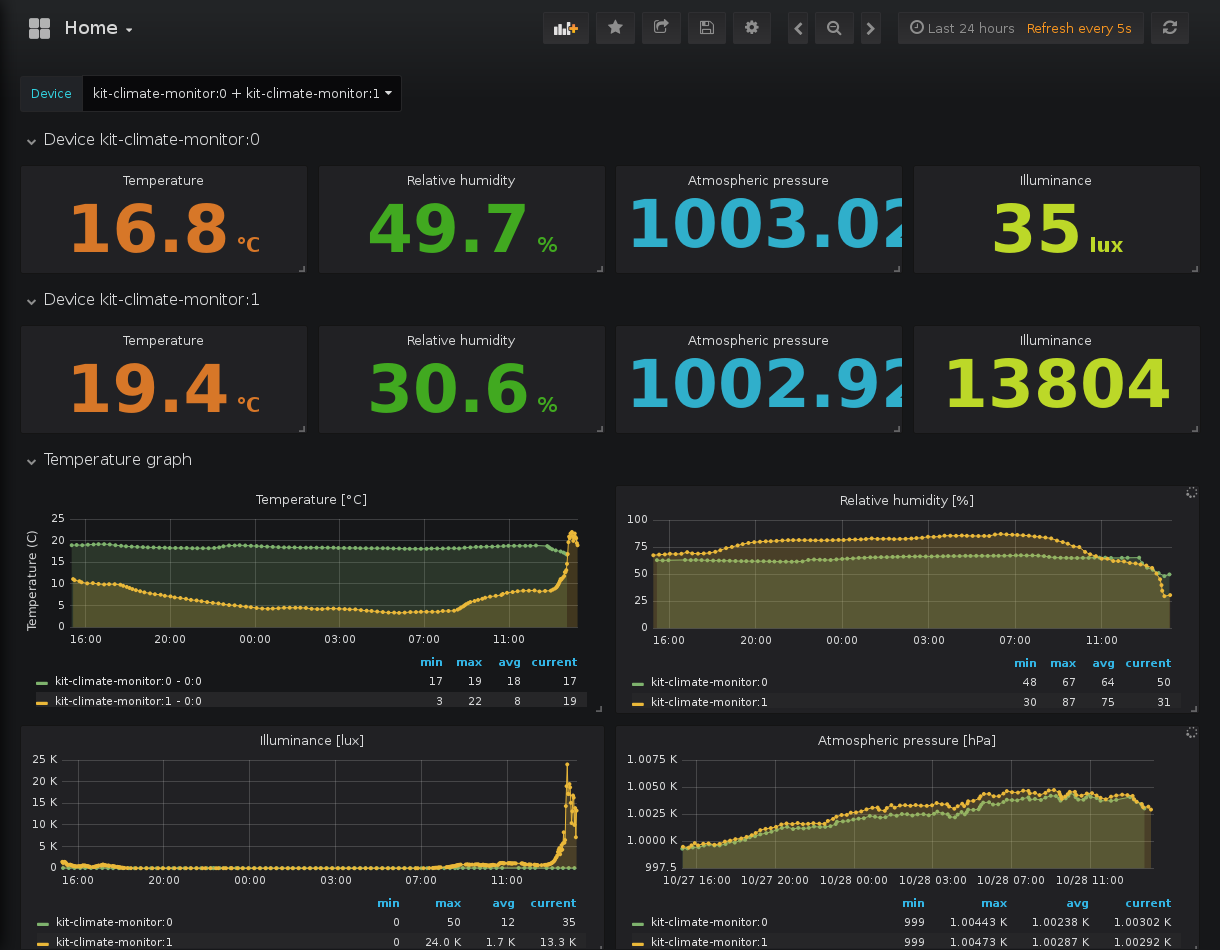 Home
Last 24 hours Refresh every 5s
Device kit-climate-monitor:0 + kit-climate-monitor:1
Device kit-climate-monitor:0
Temperature Relative humidity Atmospheric pressure Illuminance
16.8 °C 49.7 % 1003.02 35 lux
Device kit-climate-monitor:1
Temperature Relative humidity Atmospheric pressure Illuminance
19.4 °C 30.6 % 1002.92 13804
Temperature graph
Temperature [°C]
Temperature (C)
25
20
15
10
5
0
16:00 20:00 00:00 03:00 07:00 11:00
min max avg current
kit-climate-monitor:0 - 0:0 17 19 18 17
kit-climate-monitor:1 - 0:0 3 22 8 19
Relative humidity [%]
100
75
50
25
0
16:00 20:00 00:00 03:00 07:00 11:00
min max avg current
kit-climate-monitor:0 48 67 64 50
kit-climate-monitor:1 30 87 75 31
Illuminance [lux]
25 K
20 K
15 K
10 K
5 K
0
16:00 20:00 00:00 03:00 07:00 11:00
min max avg current
kit-climate-monitor:0 0 50 12 35
kit-climate-monitor:1 0 24.0 K 1.7 K 13.3 K
Atmospheric pressure [hPa]
1.0075 K
1.0050 K
1.0025 K
1.0000 K
997.5
10/27 16:00 10/27 20:00 10/28 00:00 10/28 03:00 10/28 07:00 10/28 11:00
min max avg current
kit-climate-monitor:0 999 1.00443 K 1.00238 K 1.00302 K
kit-climate-monitor:1 999 1.00473 K 1.00287 K 1.00292 K